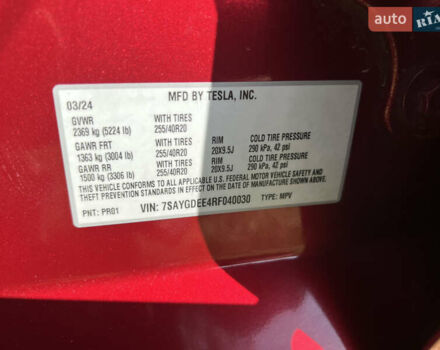 AUTO RIA
MFD BY TESLA, INC.
03/24
GVWR
2369 kg (5224 lb)
WITH TIRES
255/40R20
GAWR FRT
1363 kg (3004 lb)
WITH TIRES
255/40R20
RIM
20X9.5J
COLD TIRE PRESSURE
290 kPa, 42 psi
GAWR RR
1500 kg (3306 lb)
WITH TIRES
255/40R20
RIM
20X9.5J
COLD TIRE PRESSURE
290 kPa, 42 psi
THIS VEHICLE CONFORMS TO ALL APPLICABLE U.S. FEDERAL MOTOR VEHICLE SAFETY AND
THEFT PREVENTION STANDARDS IN EFFECT ON THE DATE OF MANUFACTURE SHOWN ABOVE.
PNT: PR01
VIN: 7SAYGDEE4RF040030
TYPE: MPV